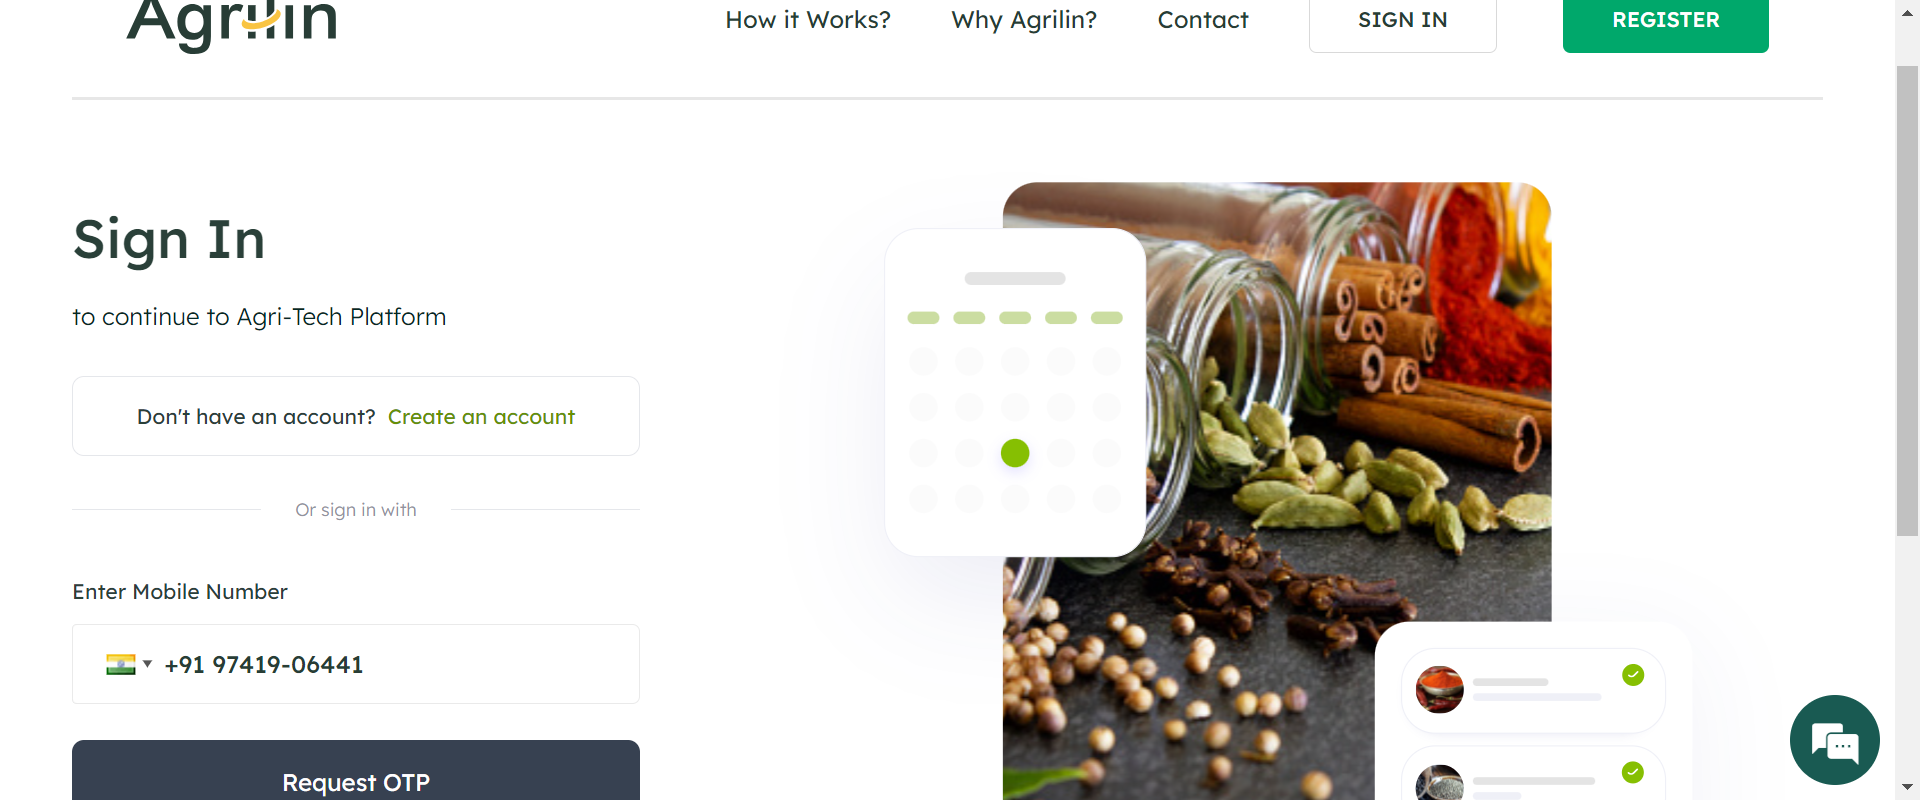 Agrilin
How it Works?
Why Agrilin?
Contact
SIGN IN
REGISTER
Sign In
to continue to Agri-Tech Platform
Don't have an account? Create an account
Or sign in with
Enter Mobile Number
+91 97419-06441
Request OTP